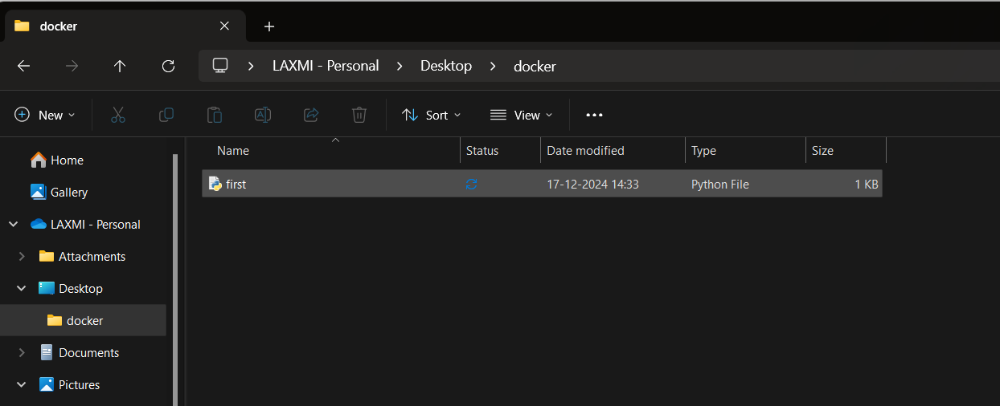 docker
LAXMI - Personal Desktop docker
New Sort View
Name Status Date modified Type Size
first 17-12-2024 14:33 Python File 1 KB
Home
Gallery
LAXMI - Personal
Attachments
Desktop
docker
Documents
Pictures